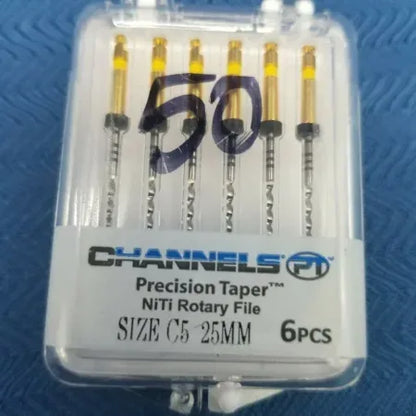 50
CHANNELS PT
Precision Taper™
NiTi Rotary File
SIZE C5 25MM
6PCS